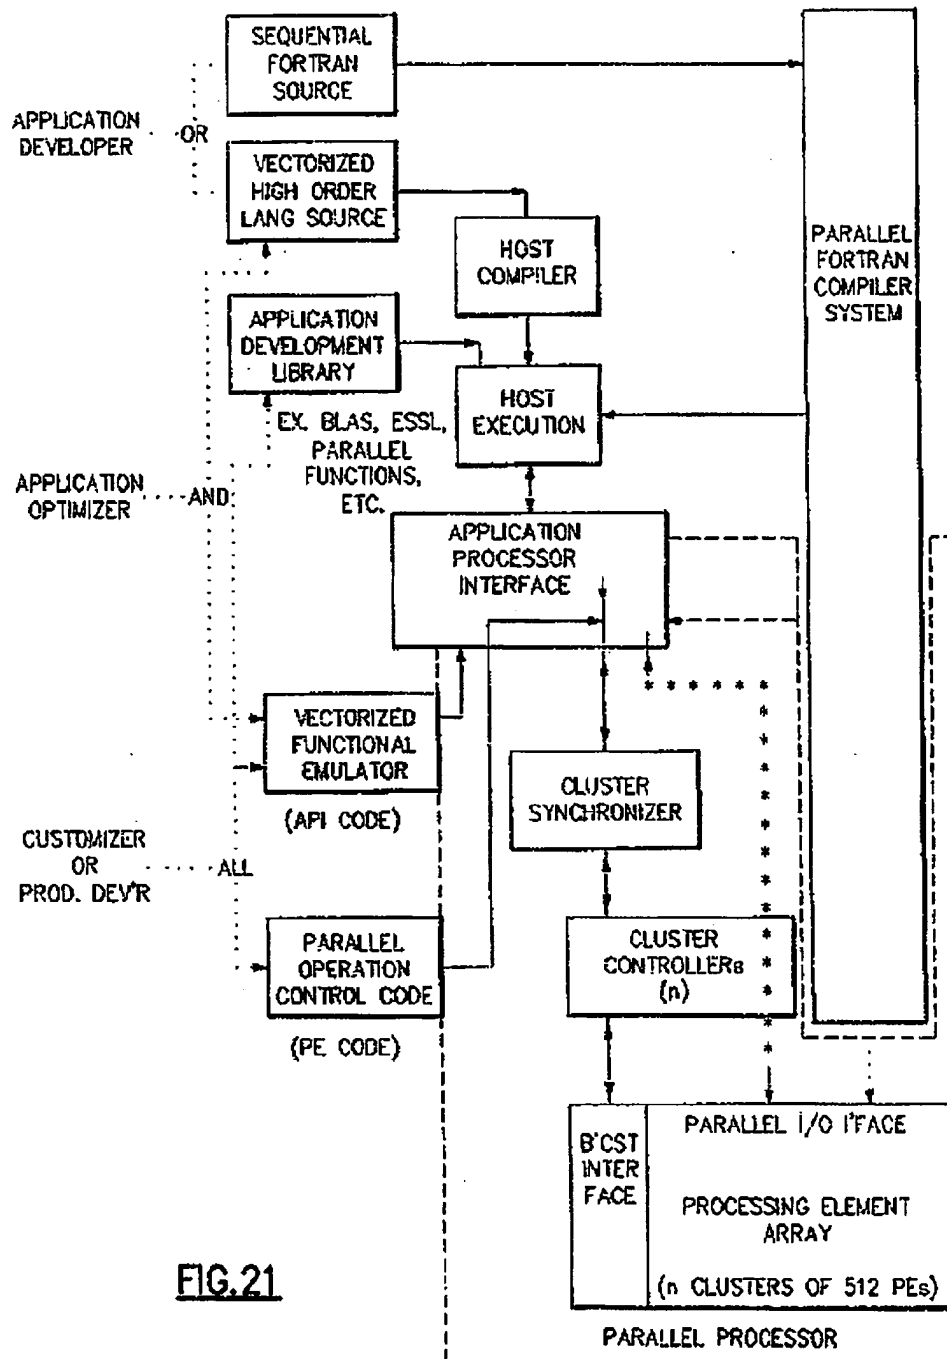 SEQUENTIAL
FORTRAN
SOURCE
APPLICATION
DEVELOPER
OR
VECTORIZED
HIGH ORDER
LANG SOURCE
HOST
COMPILER
PARALLEL
FORTRAN
COMPILER
SYSTEM
APPLICATION
DEVELOPMENT
LIBRARY
HOST
EXECUTION
EX. BLAS, ESSL,
PARALLEL
FUNCTIONS,
ETC.
APPLICATION
OPTIMIZER
AND
APPLICATION
PROCESSOR
INTERFACE
VECTORIZED
FUNCTIONAL
EMULATOR
(API CODE)
CLUSTER
SYNCHRONIZER
CUSTOMIZER
OR
PROD. DEV'R
ALL
PARALLEL
OPERATION
CONTROL CODE
(PE CODE)
CLUSTER
CONTROLLERs
(n)
B'CST
INTER
FACE
PARALLEL I/O I'FACE
PROCESSING ELEMENT
ARRAY
(n CLUSTERS OF 512 PEs)
PARALLEL PROCESSOR
FIG.21